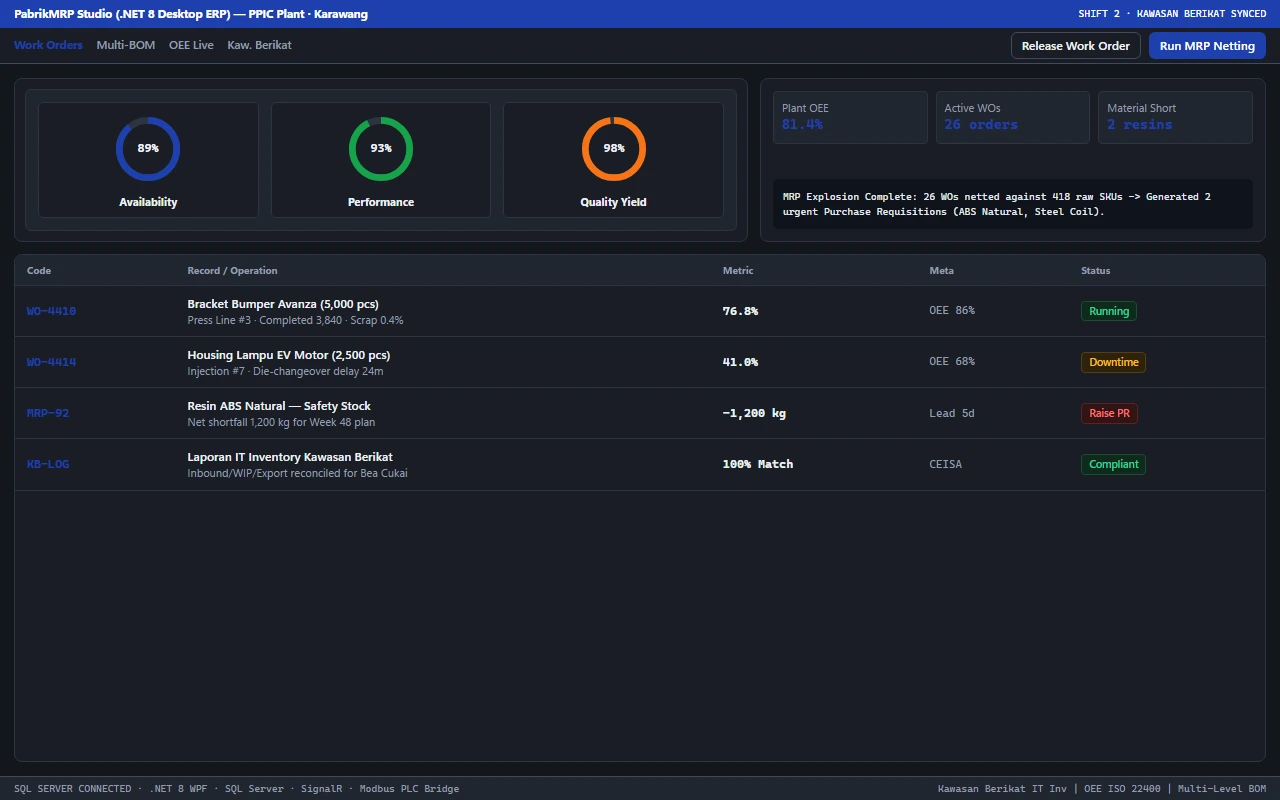 PabrikMRP Studio (.NET 8 Desktop ERP) — PPIC Plant · Karawang
SHIFT 2 · KAWASAN BERIKAT SYNCED
Work Orders
Multi-BOM
OEE Live
Kaw. Berikat
Release Work Order
Run MRP Netting
89%
Availability
93%
Performance
98%
Quality Yield
Plant OEE
81.4%
Active WOs
26 orders
Material Short
2 resins
MRP Explosion Complete: 26 WOs netted against 418 raw SKUs -> Generated 2
urgent Purchase Requisitions (ABS Natural, Steel Coil).
Code
Record / Operation
Metric
Meta
Status
WO-4410
Bracket Bumper Avanza (5,000 pcs)
Press Line #3 · Completed 3,840 · Scrap 0.4%
76.8%
OEE 86%
Running
WO-4414
Housing Lampu EV Motor (2,500 pcs)
Injection #7 · Die-changeover delay 24m
41.0%
OEE 68%
Downtime
MRP-92
Resin ABS Natural — Safety Stock
Net shortfall 1,200 kg for Week 48 plan
-1,200 kg
Lead 5d
Raise PR
KB-LOG
Laporan IT Inventory Kawasan Berikat
Inbound/WIP/Export reconciled for Bea Cukai
100% Match
CEISA
Compliant
SQL SERVER CONNECTED · .NET 8 WPF · SQL Server · SignalR · Modbus PLC Bridge
Kawasan Berikat IT Inv | OEE ISO 22400 | Multi-Level BOM